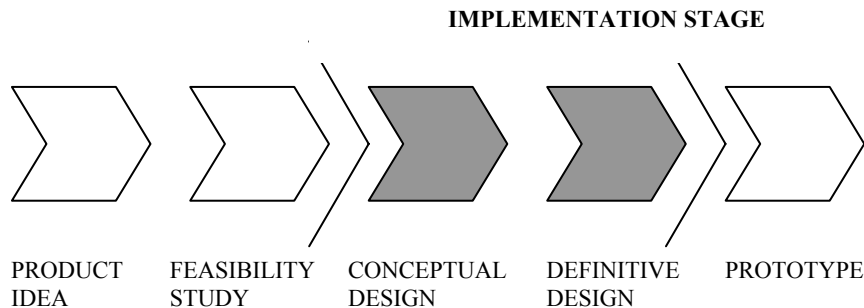 IMPLEMENTATION STAGE
PRODUCT IDEA
FEASIBILITY STUDY
CONCEPTUAL DESIGN
DEFINITIVE DESIGN
PROTOTYPE